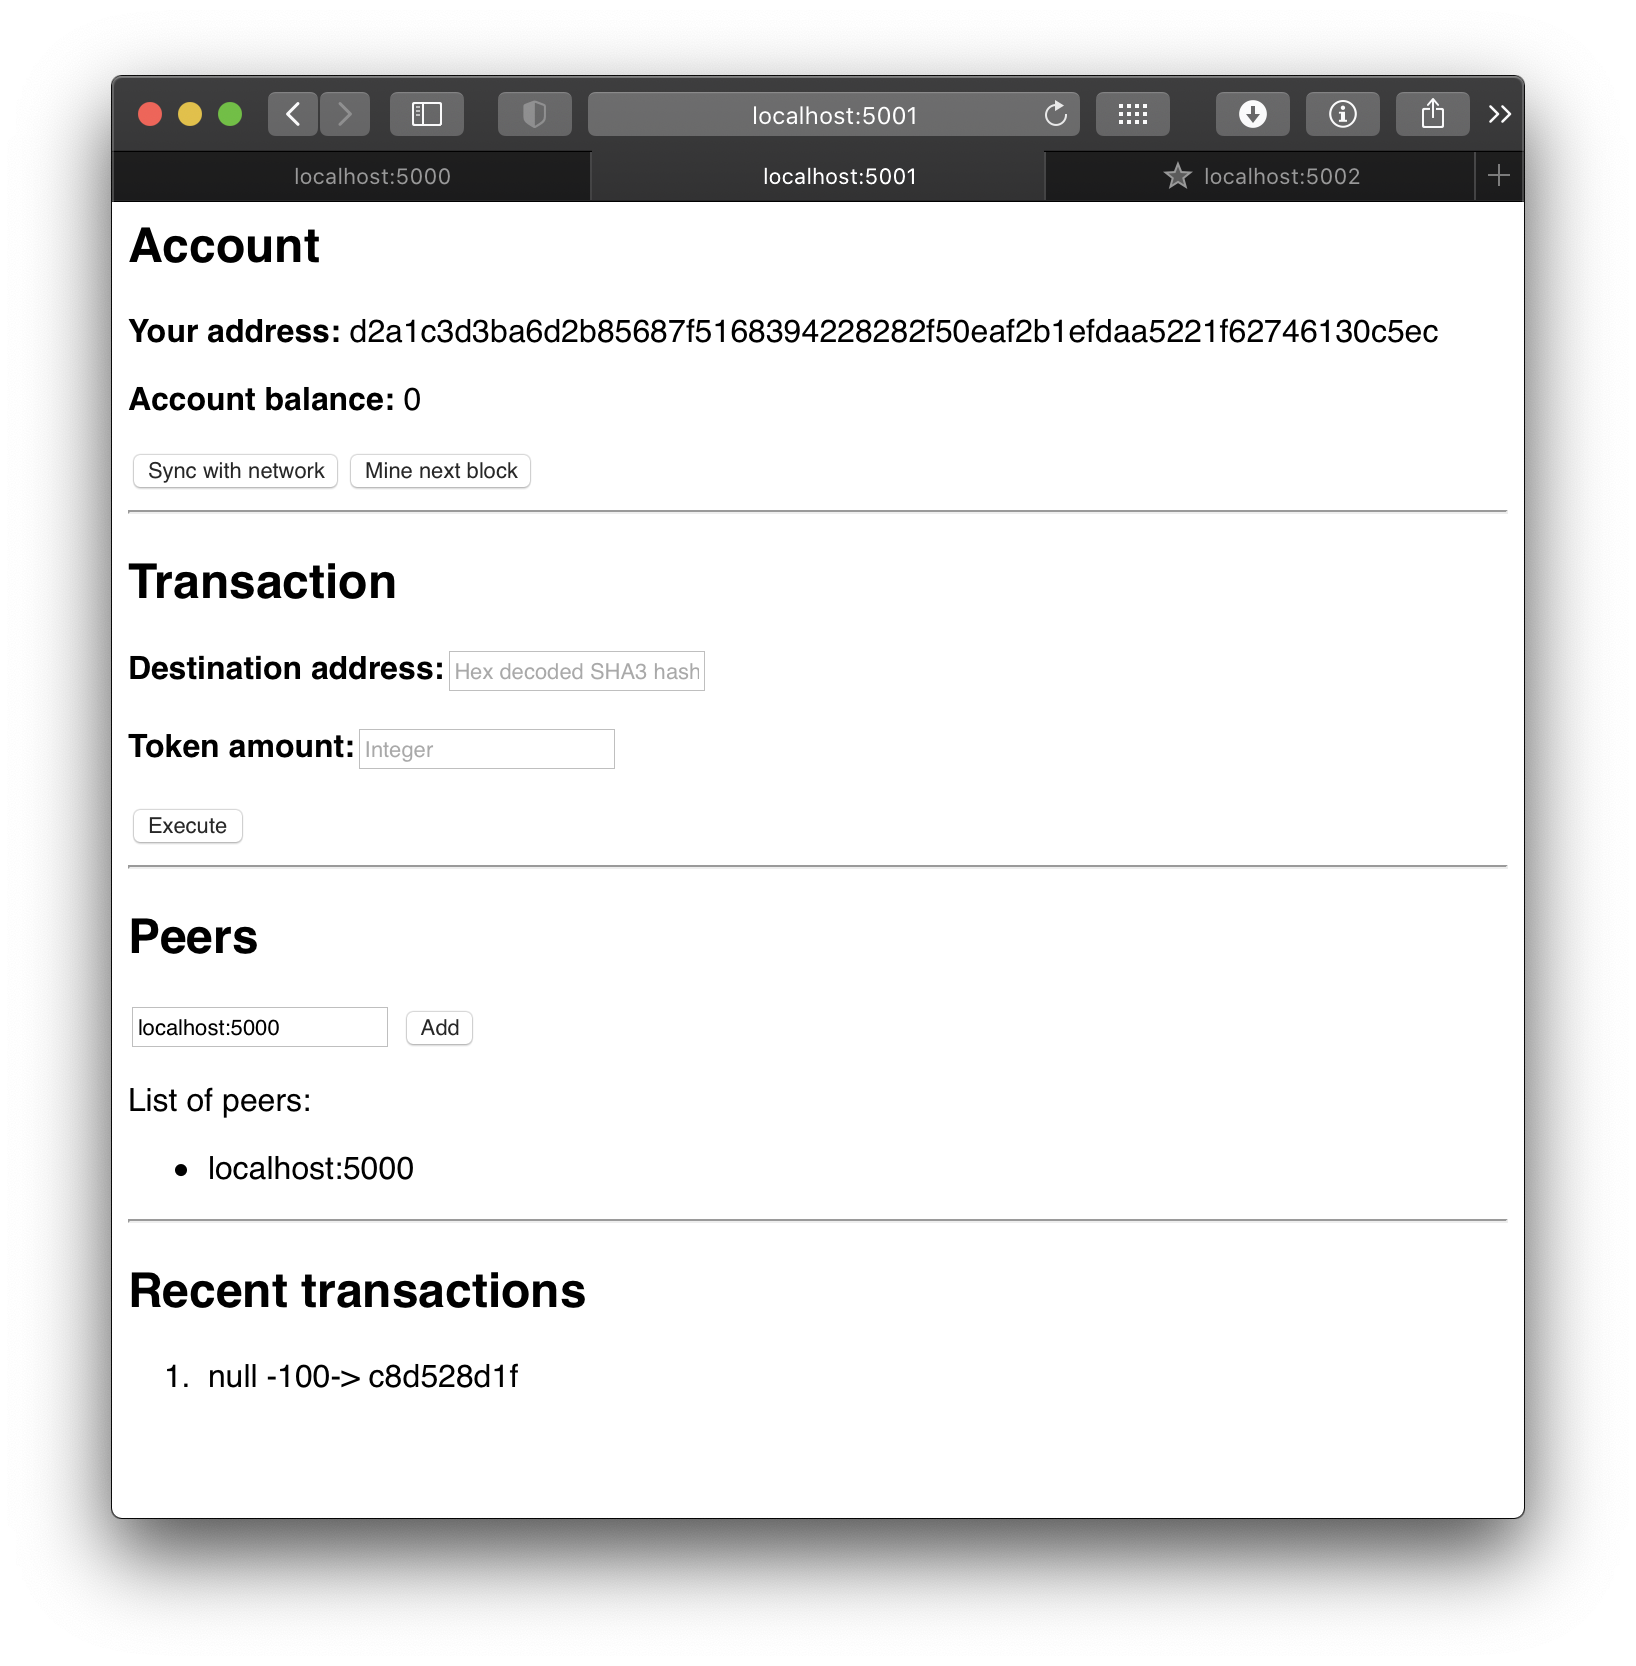 localhost:5001
localhost:5000
localhost:5001
localhost:5002
Account
Your address: d2a1c3d3ba6d2b85687f5168394228282f50eaf2b1efdaa5221f62746130c5ec
Account balance: 0
Sync with network
Mine next block
Transaction
Destination address: Hex decoded SHA3 hash
Token amount: Integer
Execute
Peers
localhost:5000
Add
List of peers:
• localhost:5000
Recent transactions
1. null -100-> c8d528d1f